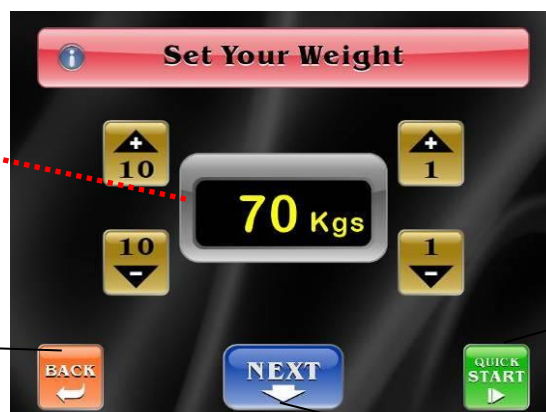 Set Your Weight
+
10
+
1
70 Kgs
10
-
1
-
BACK
NEXT
QUICK
START